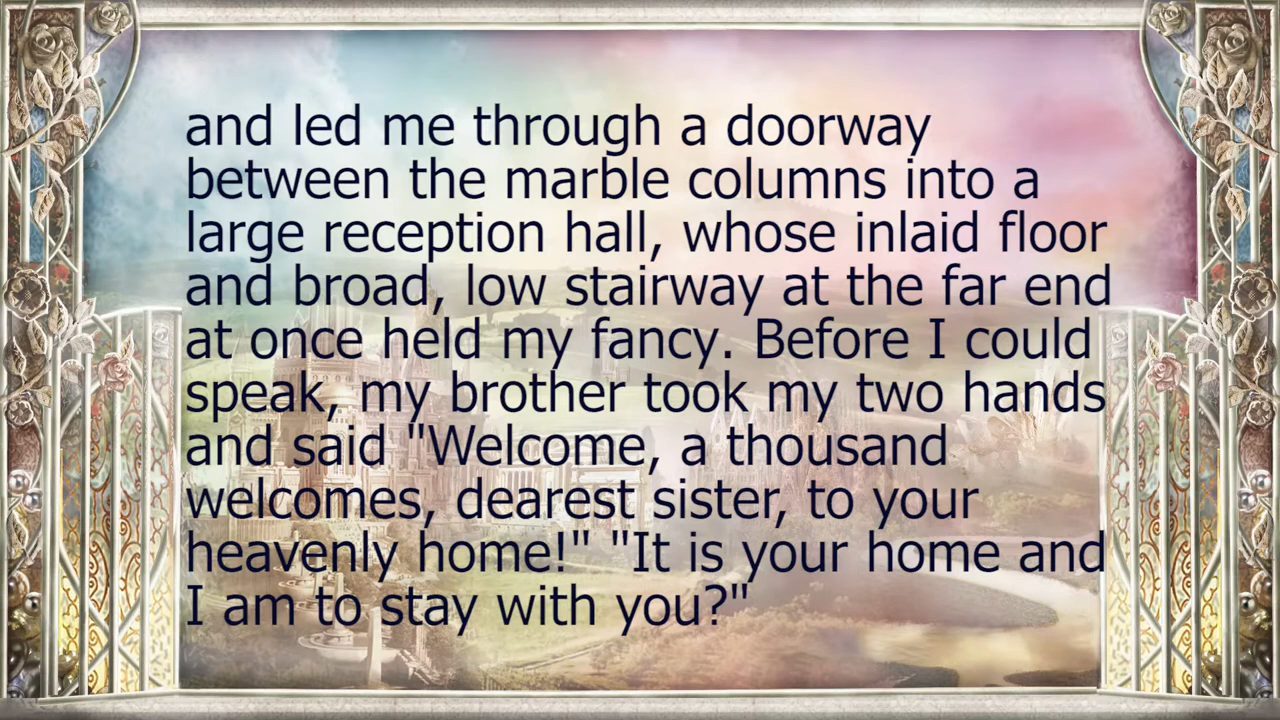 and led me through a doorway
between the marble columns into a
large reception hall, whose inlaid floor
and broad, low stairway at the far end
at once held my fancy. Before I could
speak, my brother took my two hands
and said "Welcome, a thousand
welcomes, dearest sister, to your
heavenly home!" "It is your home and
I am to stay with you?"